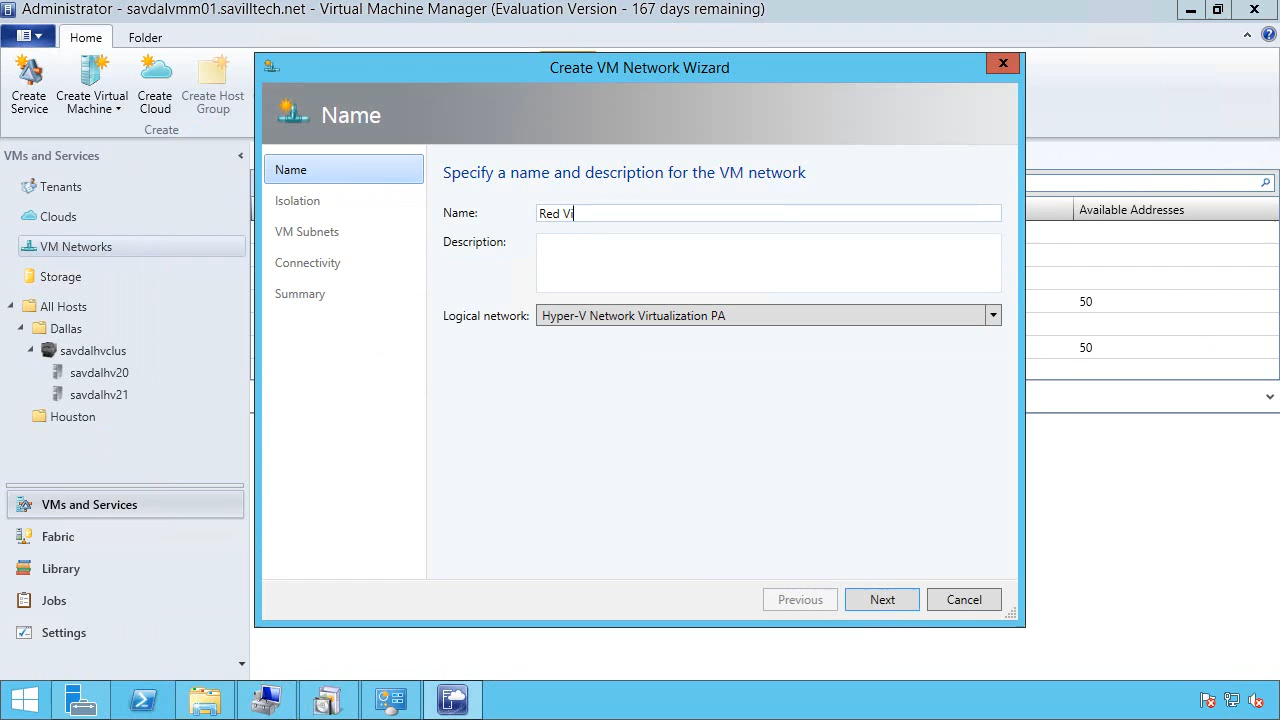 Administrator - savdalvmm01.savilltech.net - Virtual Machine Manager (Evaluation Version - 167 days remaining)
Home
Folder
Create Service
Create Virtual Machine
Create Cloud
Create Host Group
Create
VMs and Services
Tenants
Clouds
VM Networks
Storage
All Hosts
Dallas
savdalhvclus
savdalhv20
savdalhv21
Houston
VMs and Services
Fabric
Library
Jobs
Settings
Create VM Network Wizard
Name
Name
Isolation
VM Subnets
Connectivity
Summary
Specify a name and description for the VM network
Name:
Red Vi
Description:
Logical network:
Hyper-V Network Virtualization PA
Previous
Next
Cancel
Available Addresses
50
50